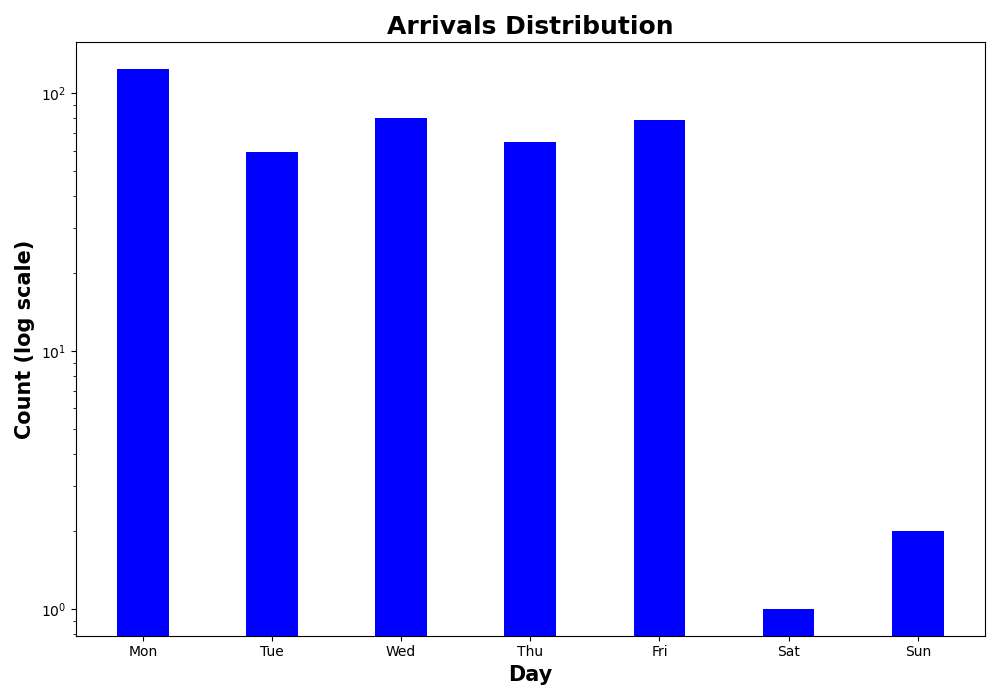 Arrivals Distribution
Count (log scale)
10²
10¹
10⁰
Mon Tue Wed Thu Fri Sat Sun
Day